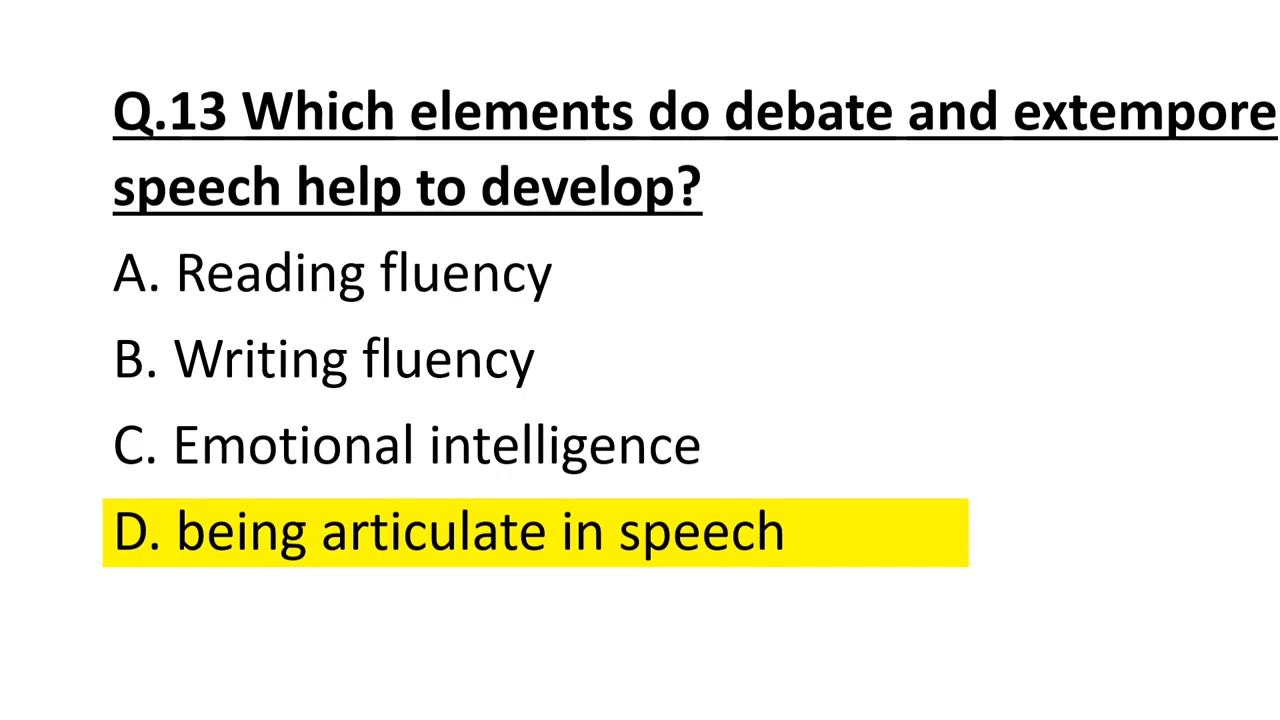 Q.13 Which elements do debate and extempore
speech help to develop?
A. Reading fluency
B. Writing fluency
C. Emotional intelligence
D. being articulate in speech